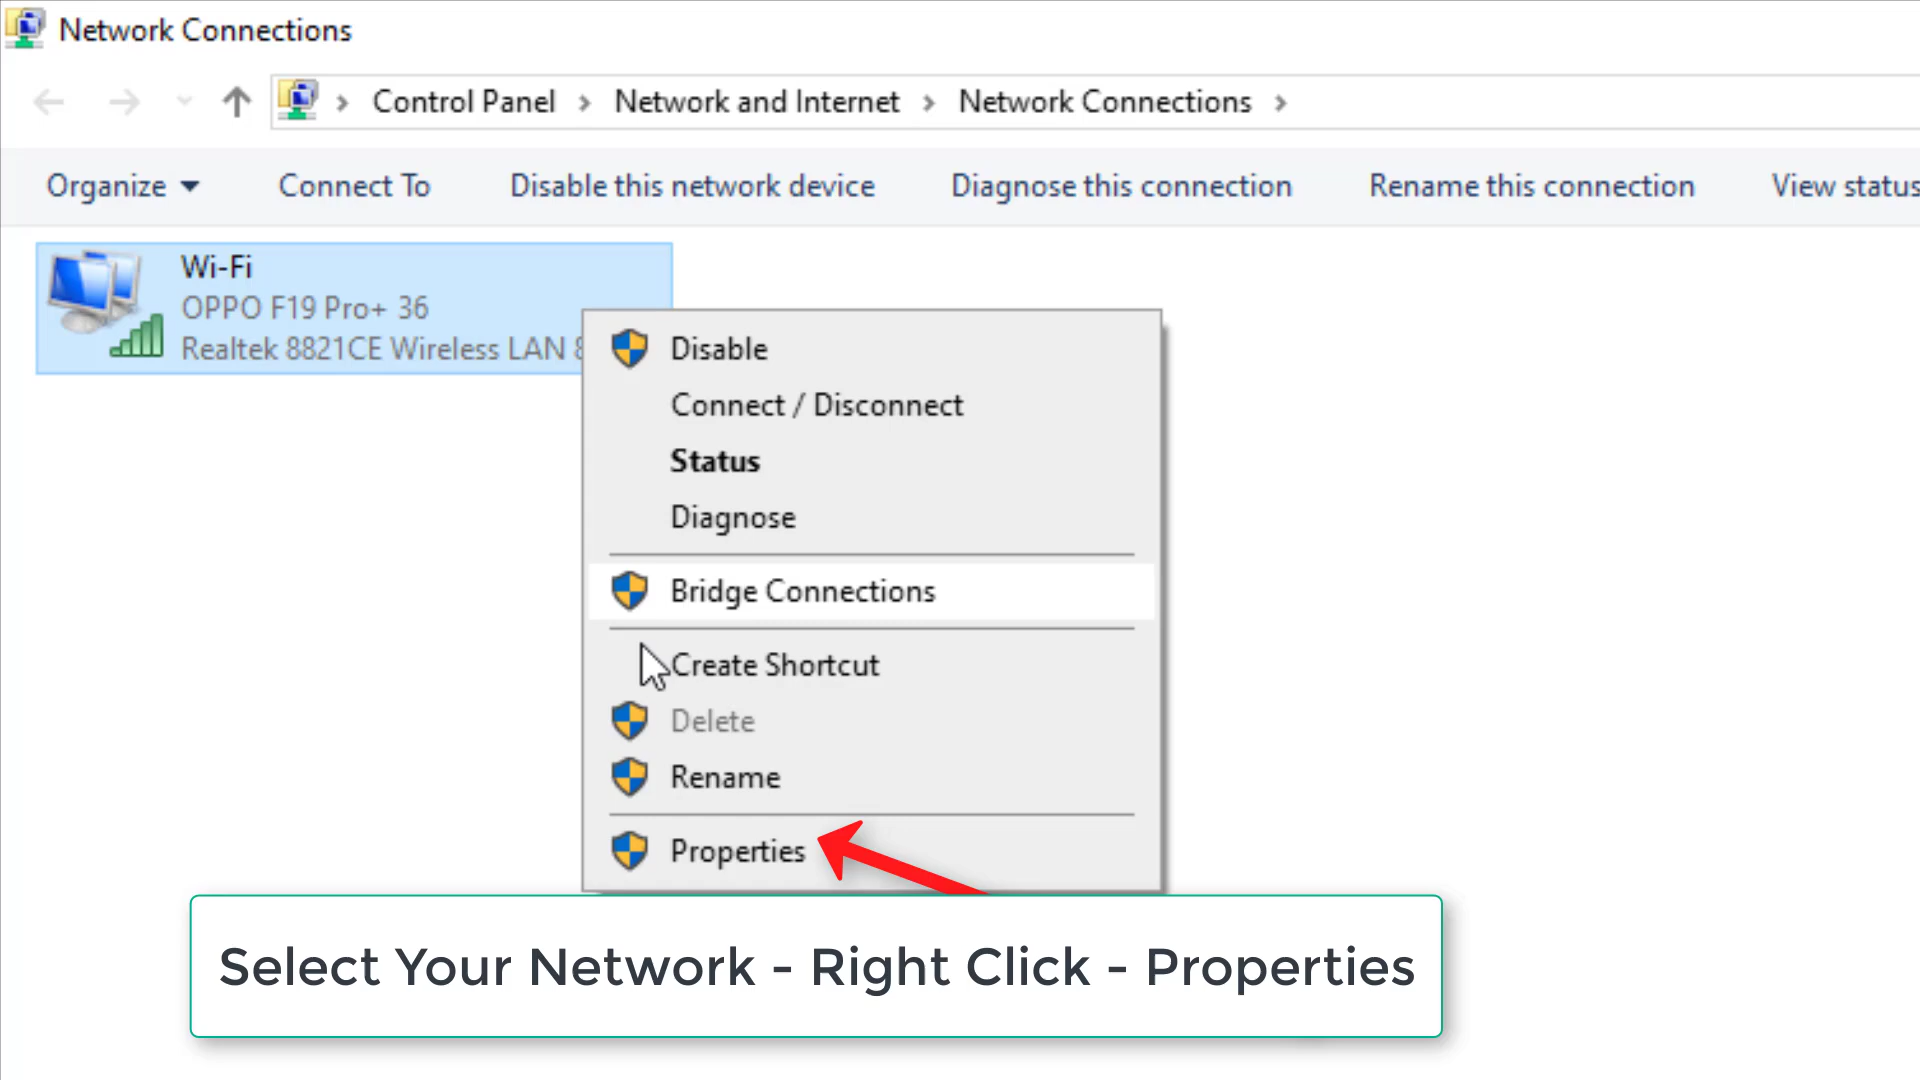 Network Connections
Control Panel Network and Internet Network Connections
Organize Connect To Disable this network device Diagnose this connection Rename this connection View status
Wi-Fi
OPPO F19 Pro+ 36
Realtek 8821CE Wireless LAN 8
Disable
Connect / Disconnect
Status
Diagnose
Bridge Connections
Create Shortcut
Delete
Rename
Properties
Select Your Network - Right Click - Properties